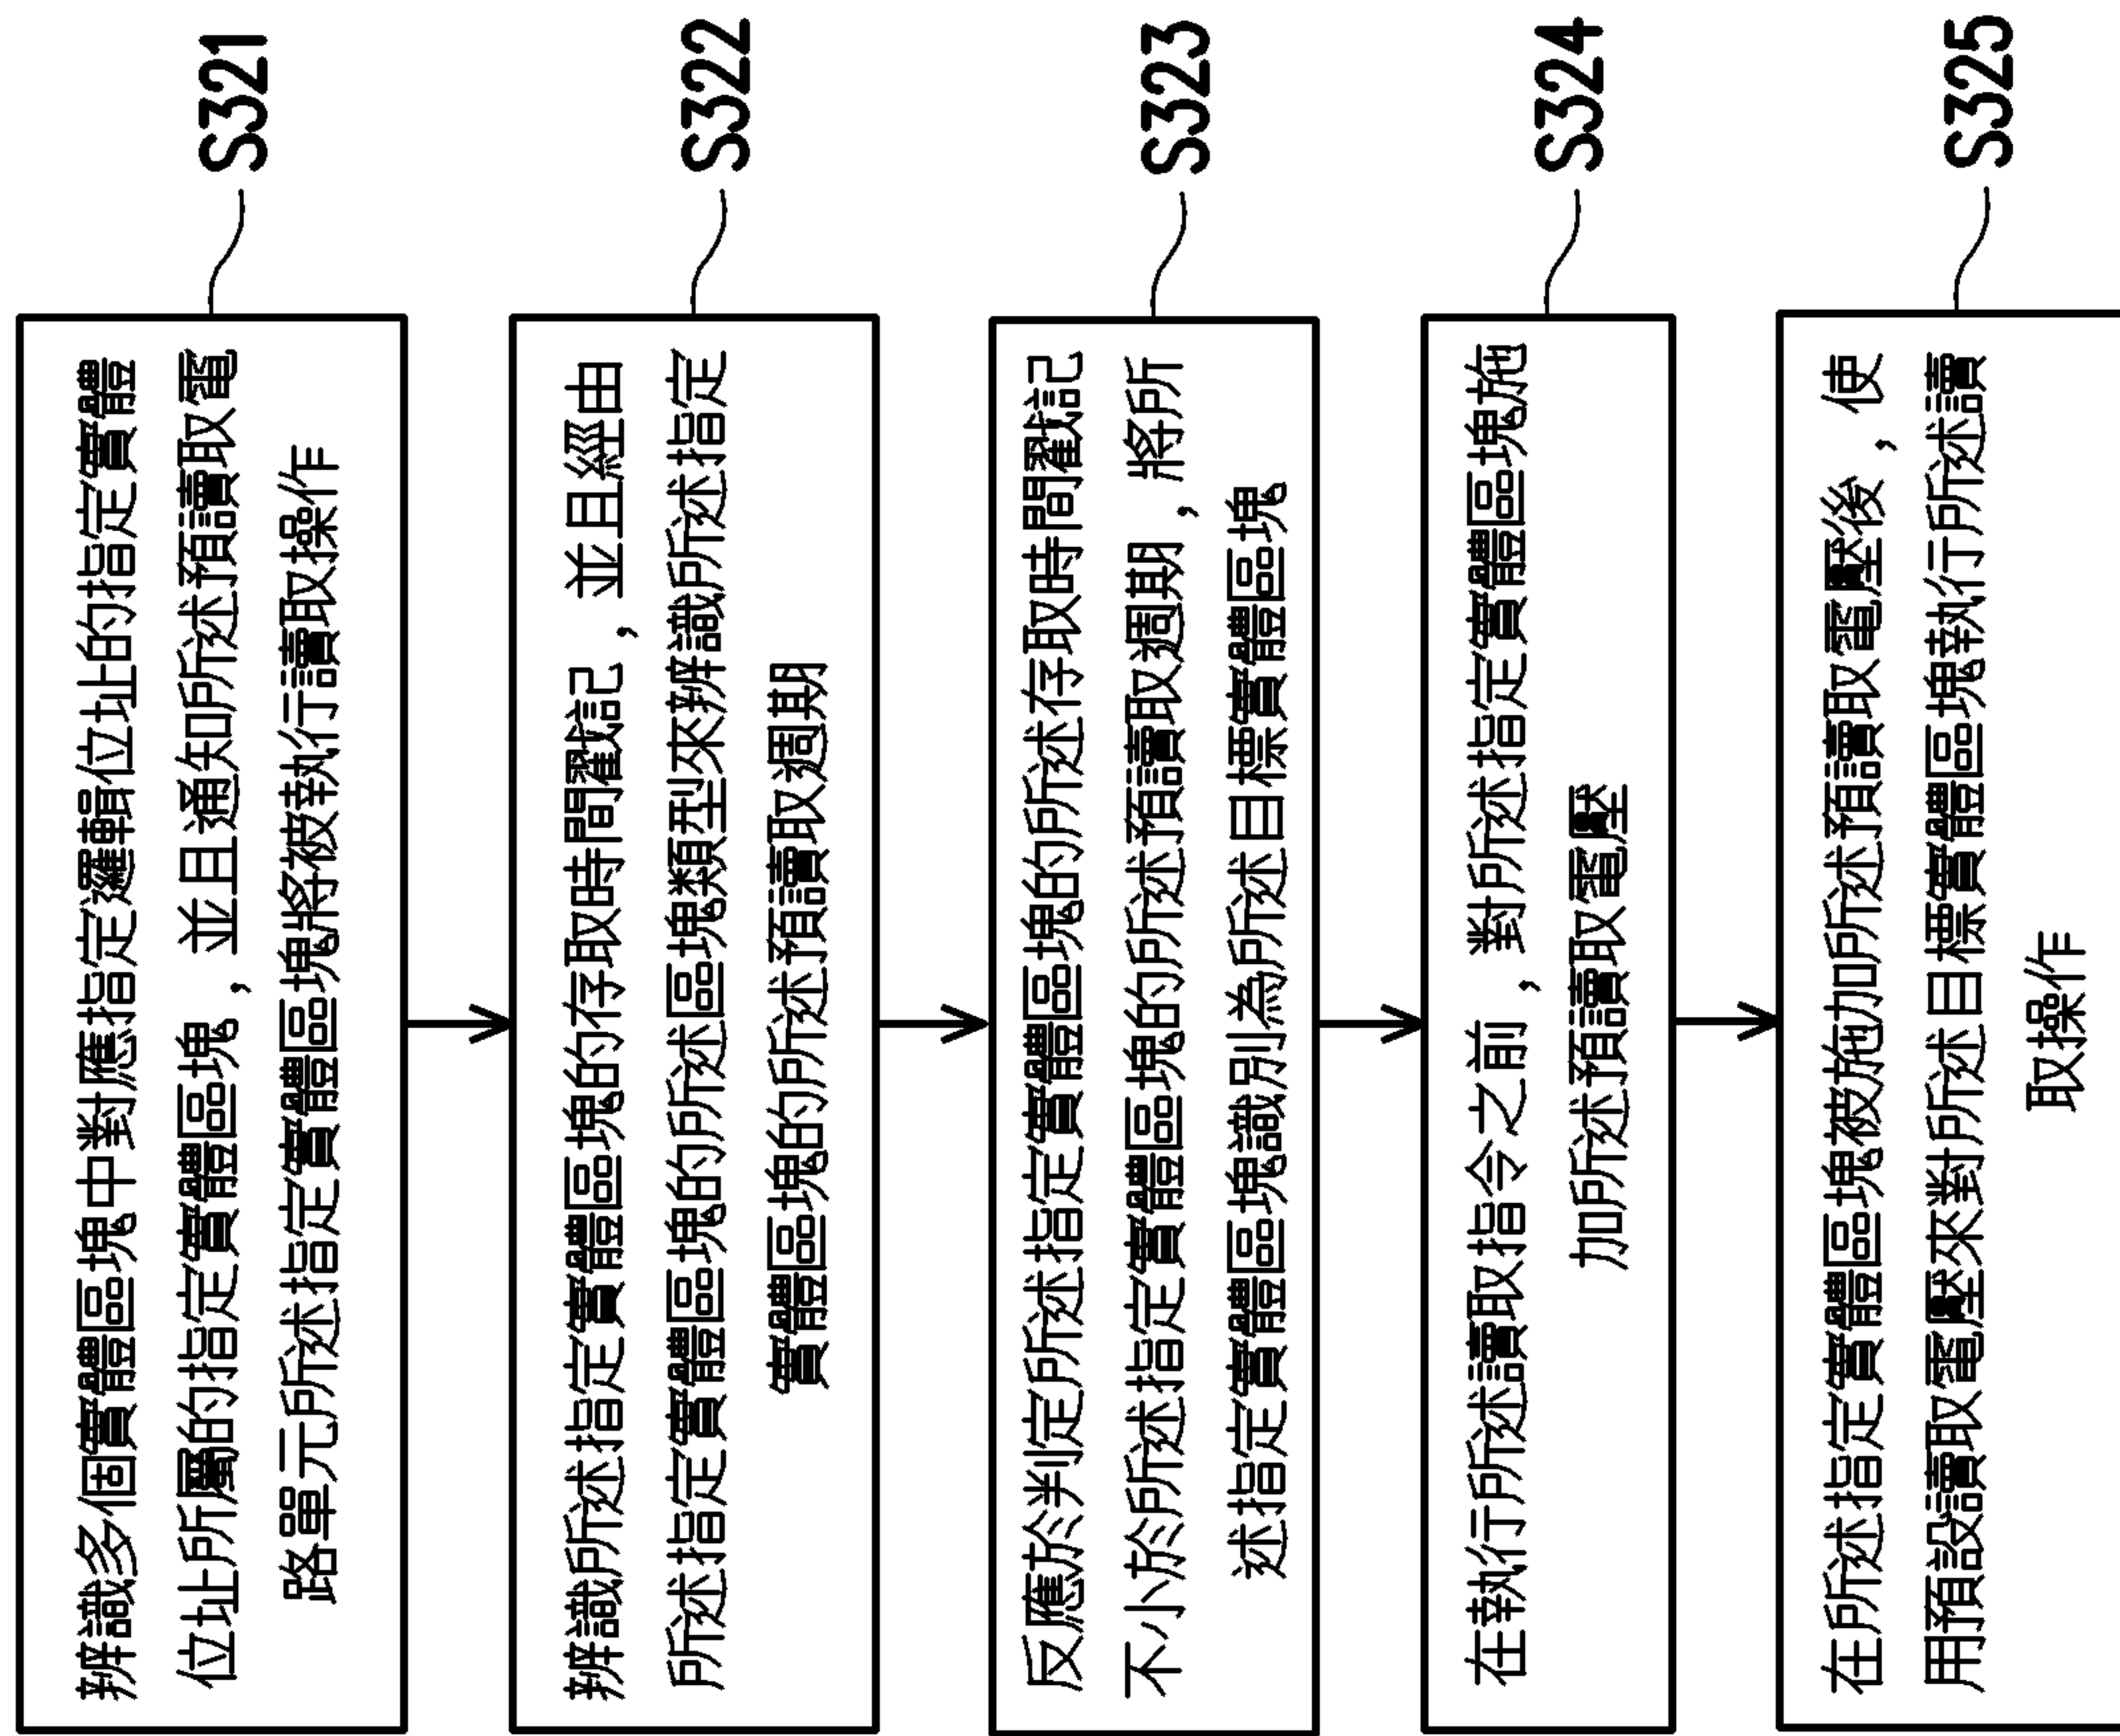 辨識多個實體區塊中對應指定邏輯位址的指定實體
位址所屬的指定實體區塊，並且通知所述預讀取電
路單元所述指定實體區塊將被執行讀取操作
S321
辨識所述指定實體區塊的存取時間戳記，並且經由
所述指定實體區塊的所述區塊類型來辨識所述指定
實體區塊的所述預讀取週期
S322
反應於判定所述指定實體區塊的所述存取時間戳記
不小於所述指定實體區塊的所述預讀取週期，將所
述指定實體區塊識別為所述目標實體區塊
S323
在執行所述讀取指令之前，對所述指定實體區塊施
加所述預讀取電壓
S324
在所述指定實體區塊被施加所述預讀取電壓後，使
用預設讀取電壓來對所述目標實體區塊執行所述讀
取操作
S325